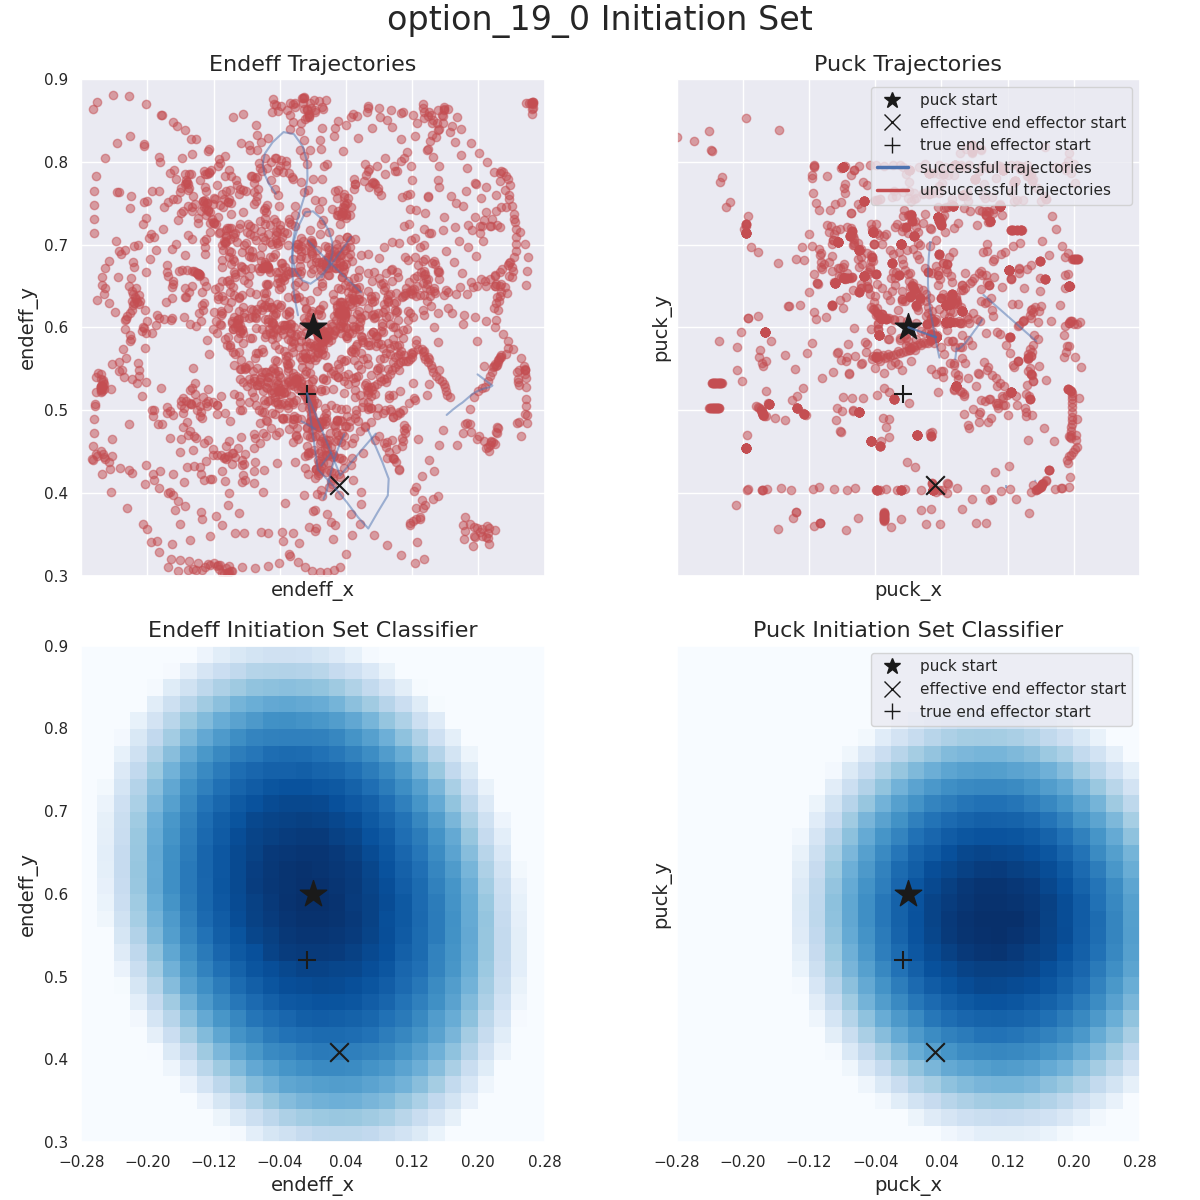 option_19_0 Initiation Set
Endeff Trajectories
Puck Trajectories
0.9
0.8
0.7
0.6
0.5
0.4
0.3
endeff_y
endeff_x
puck_y
puck_x
puck start
effective end effector start
true end effector start
successful trajectories
unsuccessful trajectories
Endeff Initiation Set Classifier
Puck Initiation Set Classifier
0.9
0.8
0.7
0.6
0.5
0.4
0.3
endeff_y
−0.28 −0.20 −0.12 −0.04 0.04 0.12 0.20 0.28
endeff_x
puck start
effective end effector start
true end effector start
puck_y
−0.28 −0.20 −0.12 −0.04 0.04 0.12 0.20 0.28
puck_x